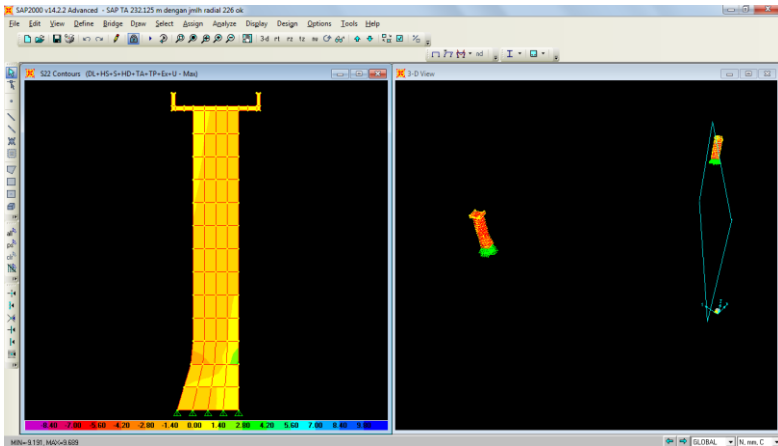 SAP2000 v14.2.2 Advanced - SAP TA 232,125 m dengan jmlh radial 226 ok
File Edit View Define Bridge Draw Select Assign Analyze Display Design Options Tools Help
3-d
nd
S22 Contours (DL+HS+S+HD+TA+TP+Ex+U - Max)
3-D View
-8.40 -7.00 -5.60 -4.20 -2.80 -1.40 0.00 1.40 2.80 4.20 5.60 7.00 8.40
MIN=-9.191, MAX=9.689
GLOBAL
N, mm, C